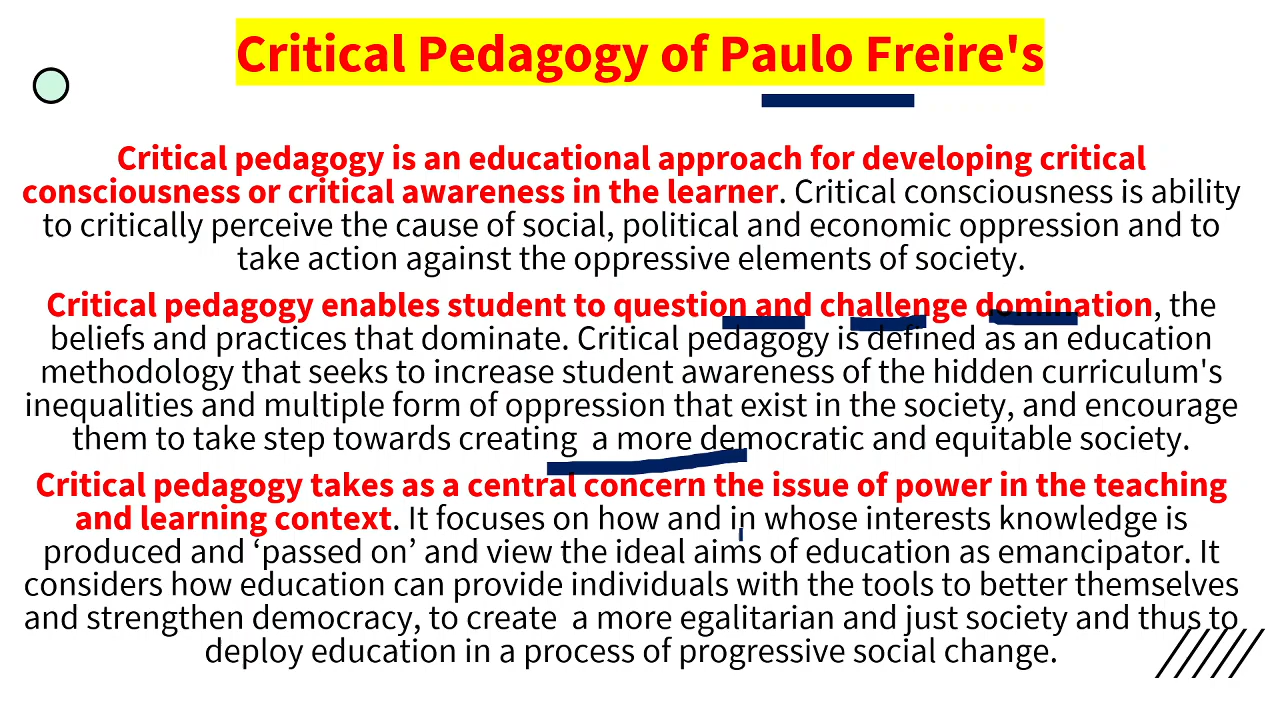 Critical Pedagogy of Paulo Freire's
Critical pedagogy is an educational approach for developing critical
consciousness or critical awareness in the learner. Critical consciousness is ability
to critically perceive the cause of social, political and economic oppression and to
take action against the oppressive elements of society.
Critical pedagogy enables student to question and challenge domination, the
beliefs and practices that dominate. Critical pedagogy is defined as an education
methodology that seeks to increase student awareness of the hidden curriculum's
inequalities and multiple form of oppression that exist in the society, and encourage
them to take step towards creating  a more democratic and equitable society.
Critical pedagogy takes as a central concern the issue of power in the teaching
and learning context. It focuses on how and in whose interests knowledge is
produced and ‘passed on’ and view the ideal aims of education as emancipator. It
considers how education can provide individuals with the tools to better themselves
and strengthen democracy, to create  a more egalitarian and just society and thus to
deploy education in a process of progressive social change.